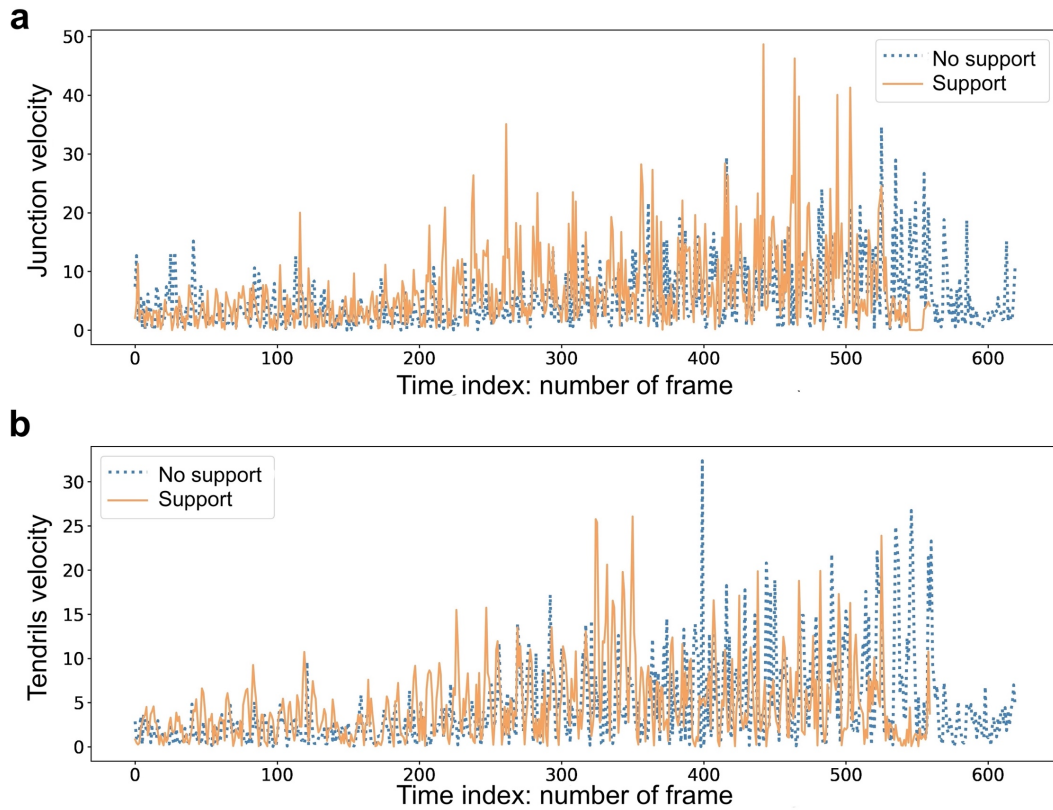 a
Junction velocity
50
40
30
20
10
0
No support
Support
0 100 200 300 400 500 600
Time index: number of frame
b
Tendrils velocity
30
25
20
15
10
5
0
No support
Support
0 100 200 300 400 500 600
Time index: number of frame